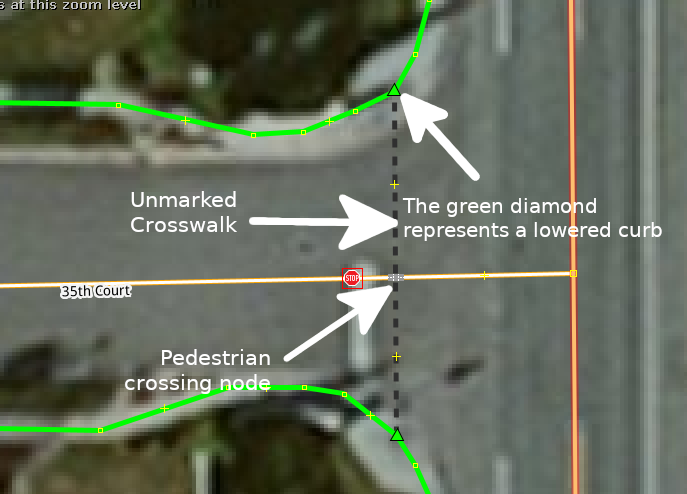 s at this zoom level
Unmarked
Crosswalk
The green diamond
represents a lowered curb
STOP
35th Court
Pedestrian
crossing node